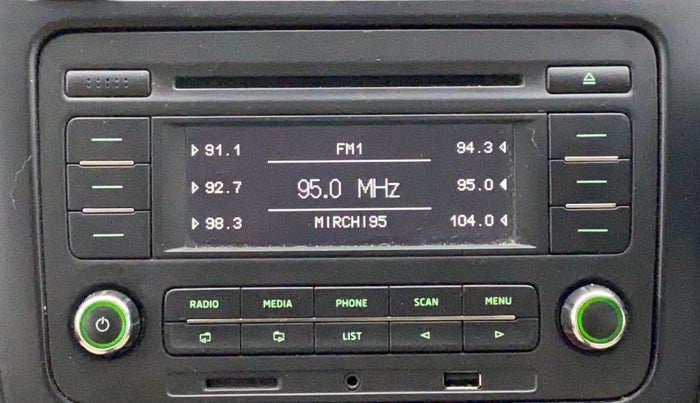 91.1 FM1 94.3
92.7 95.0 MHz 95.0
98.3 MIRCHI95 104.0
RADIO MEDIA PHONE SCAN MENU
LIST